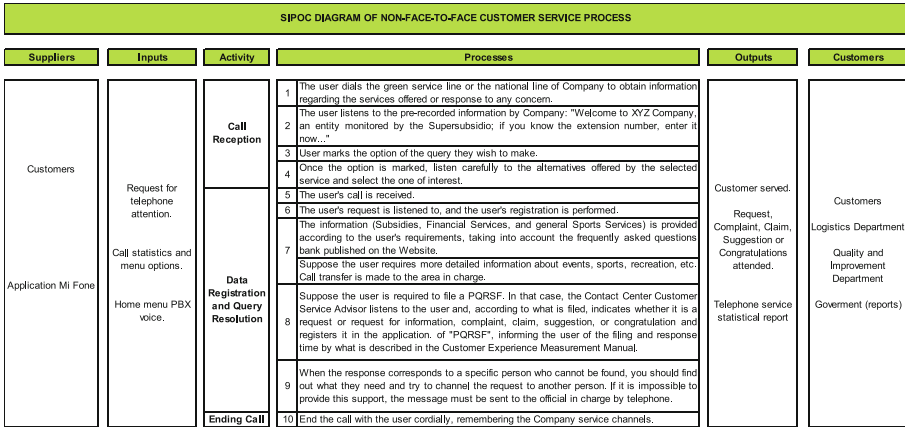 SIPOC DIAGRAM OF NON-FACE-TO-FACE CUSTOMER SERVICE PROCESS
Suppliers
Inputs
Activity
Processes
Outputs
Customers
Customers
Application Mi Fone
Request for
telephone
attention.
Call statistics and
menu options.
Home menu PBX
voice.
Call
Reception
1
The user dials the green service line or the national line of Company to obtain information
regarding the services offered or response to any concern.
2
The user listens to the pre-recorded information by Company: "Welcome to XYZ Company,
an entity monitored by the Supersubsidio; if you know the extension number, enter it
now..."
3
User marks the option of the query they wish to make.
4
Once the option is marked, listen carefully to the alternatives offered by the selected
service and select the one of interest.
Data
Registration
and Query
Resolution
5
The user's call is received.
6
The user's request is listened to, and the user's registration is performed.
7
The information (Subsidies, Financial Services, and general Sports Services) is provided
according to the user's requirements, taking into account the frequently asked questions
bank published on the Website.
Suppose the user requires more detailed information about events, sports, recreation, etc.
Call transfer is made to the area in charge.
8
Suppose the user is required to file a PQRSF. In that case, the Contact Center Customer
Service Advisor listens to the user and, according to what is filed, indicates whether it is a
request or request for information, complaint, claim, suggestion, or congratulation and
registers it in the application. of "PQRSF", informing the user of the filing and response
time by what is described in the Customer Experience Measurement Manual.
9
When the response corresponds to a specific person who cannot be found, you should find
out what they need and try to channel the request to another person. If it is impossible to
provide this support, the message must be sent to the official in charge by telephone.
Ending Call
10
End the call with the user cordially, remembering the Company service channels.
Customer served.
Request,
Complaint, Claim,
Suggestion or
Congratulations
attended.
Telephone service
statistical report
Customers
Logistics Department
Quality and
Improvement
Department
Goverment (reports)